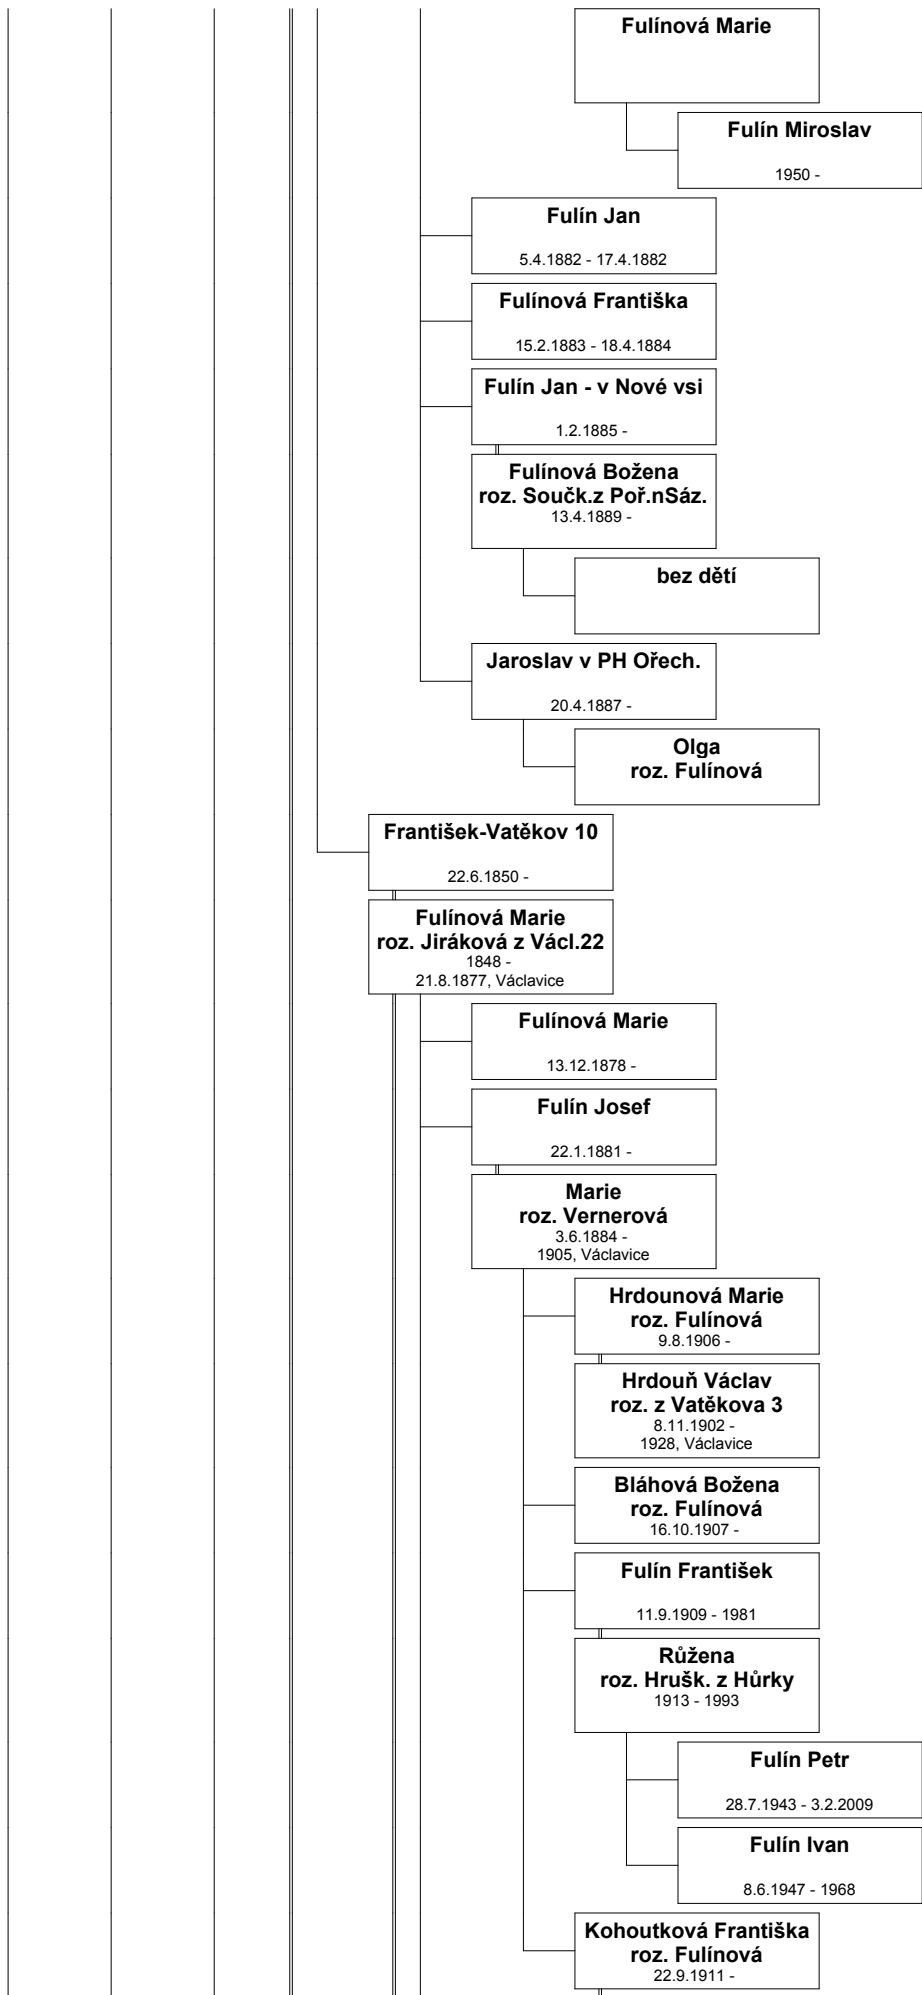 Fulínová Marie
Fulín Miroslav
1950 -
Fulín Jan
5.4.1882 - 17.4.1882
Fulínová Františka
15.2.1883 - 18.4.1884
Fulín Jan - v Nové vsi
1.2.1885 -
Fulínová Božena
roz. Součk.z Poř.nSáz.
13.4.1889 -
bez dětí
Jaroslav v PH Ořech.
20.4.1887 -
Olga
roz. Fulínová
František-Vatěkov 10
22.6.1850 -
Fulínová Marie
roz. Jiráková z Václ.22
1848 -
21.8.1877, Václavice
Fulínová Marie
13.12.1878 -
Fulín Josef
22.1.1881 -
Marie
roz. Vernerová
3.6.1884 -
1905, Václavice
Hrdounová Marie
roz. Fulínová
9.8.1906 -
Hrdouň Václav
roz. z Vatěkova 3
8.11.1902 -
1928, Václavice
Bláhová Božena
roz. Fulínová
16.10.1907 -
Fulín František
11.9.1909 - 1981
Růžena
roz. Hrušk. z Hůrky
1913 - 1993
Fulín Petr
28.7.1943 - 3.2.2009
Fulín Ivan
8.6.1947 - 1968
Kohoutková Františka
roz. Fulínová
22.9.1911 -